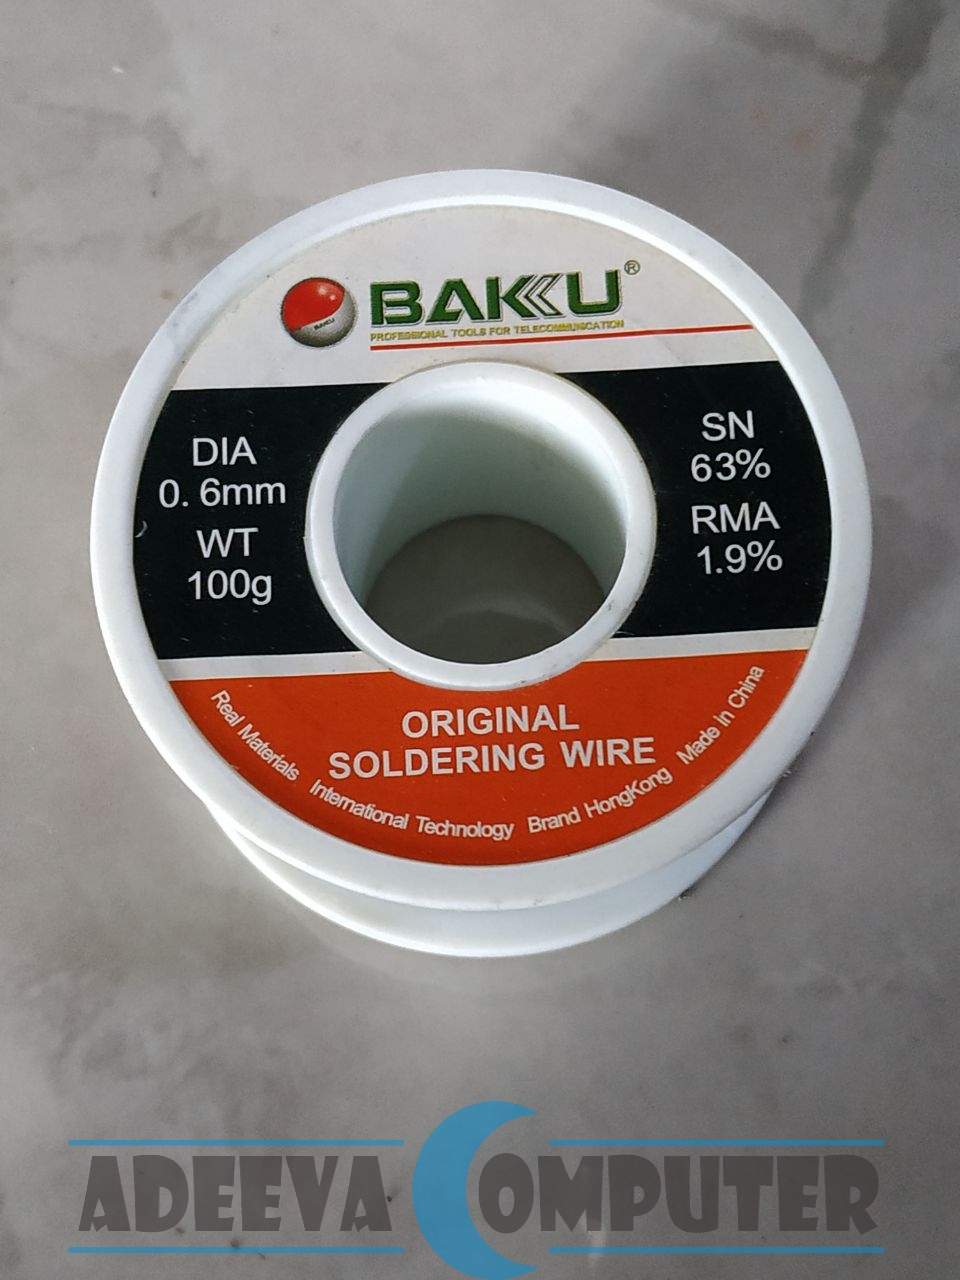 BAKU
BAKU®
PROFESSIONAL TOOLS FOR TELECOMMUNICATION
DIA
0.6mm
WT
100g
SN
63%
RMA
1.9%
ORIGINAL
SOLDERING WIRE
Real Materials International Technology Brand HongKong Made In China
ADEEVA COMPUTER